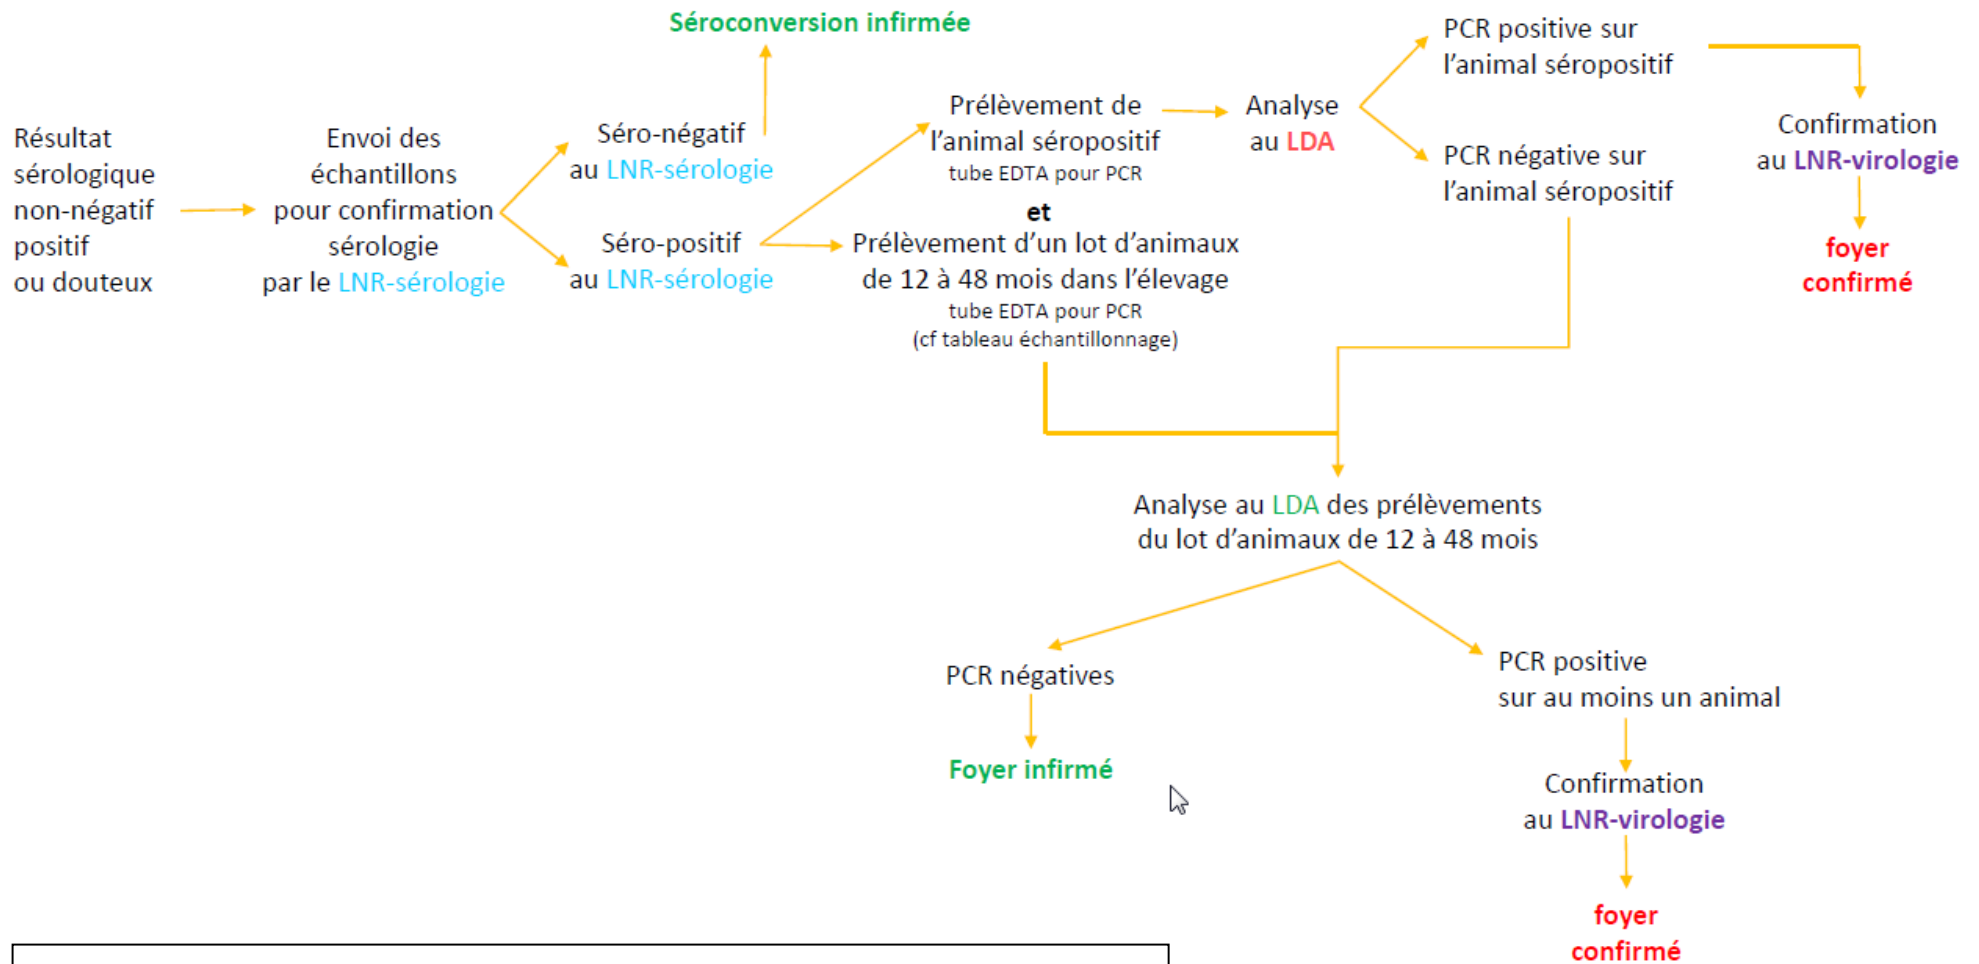 Séroconversion infirmée
Résultat
sérologique
non-négatif
positif
ou douteux
Envoi des
échantillons
pour confirmation
sérologie
par le LNR-sérologie
Séro-négatif
au LNR-sérologie
Séro-positif
au LNR-sérologie
Prélèvement de
l'animal séropositif
tube EDTA pour PCR
et
Prélèvement d'un lot d'animaux
de 12 à 48 mois dans l'élevage
tube EDTA pour PCR
(cf tableau échantillonnage)
Analyse
au LDA
PCR positive sur
l'animal séropositif
PCR négative sur
l'animal séropositif
Confirmation
au LNR-virologie
foyer
confirmé
Analyse au LDA des prélèvements
du lot d'animaux de 12 à 48 mois
PCR négatives
Foyer infirmé
PCR positive
sur au moins un animal
Confirmation
au LNR-virologie
foyer
confirmé